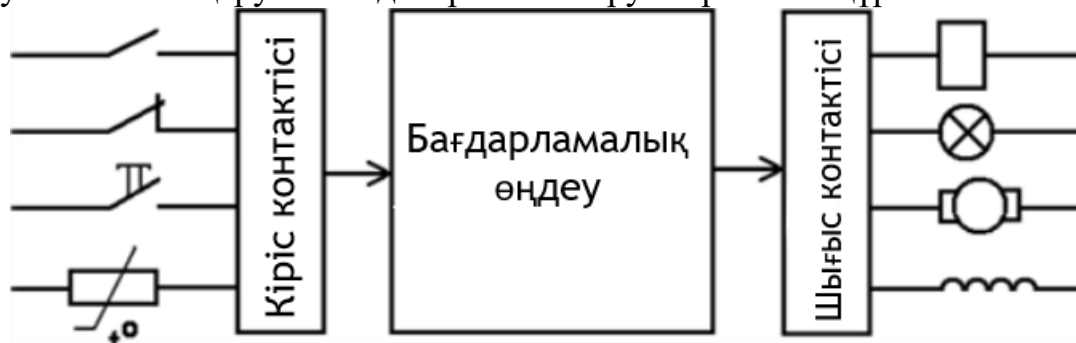 Кіріс контактісі
Бағдарламалық
өңдеу
Шығыс контактісі